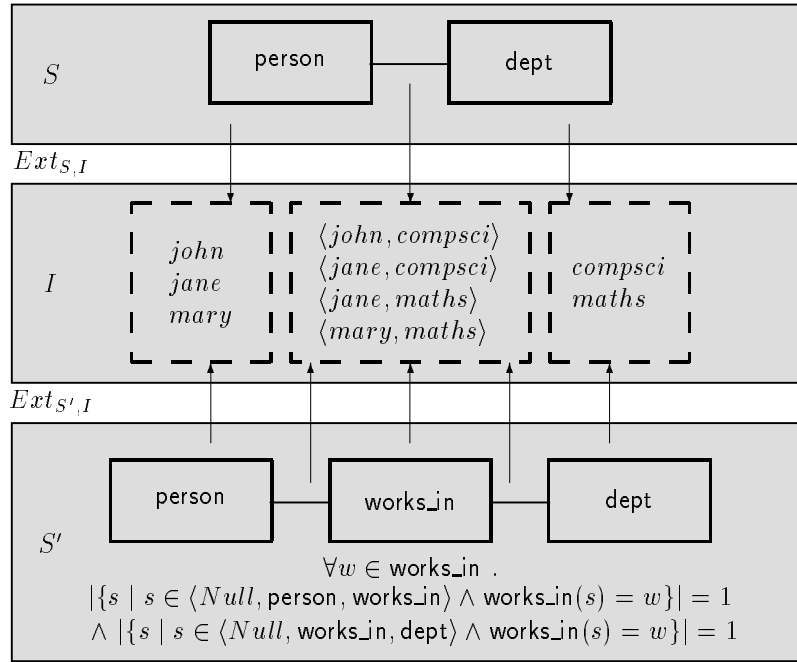 person dept
S
Ext_{S,I}
⟨john, compsci⟩
john ⟨jane, compsci⟩ compsci
I jane ⟨jane, maths⟩ maths
mary ⟨mary, maths⟩
Ext_{S′,I}
person works_in dept
S′
∀w ∈ works_in .
|{s | s ∈ ⟨Null, person, works_in⟩ ∧ works_in(s) = w}| = 1
∧ |{s | s ∈ ⟨Null, works_in, dept⟩ ∧ works_in(s) = w}| = 1